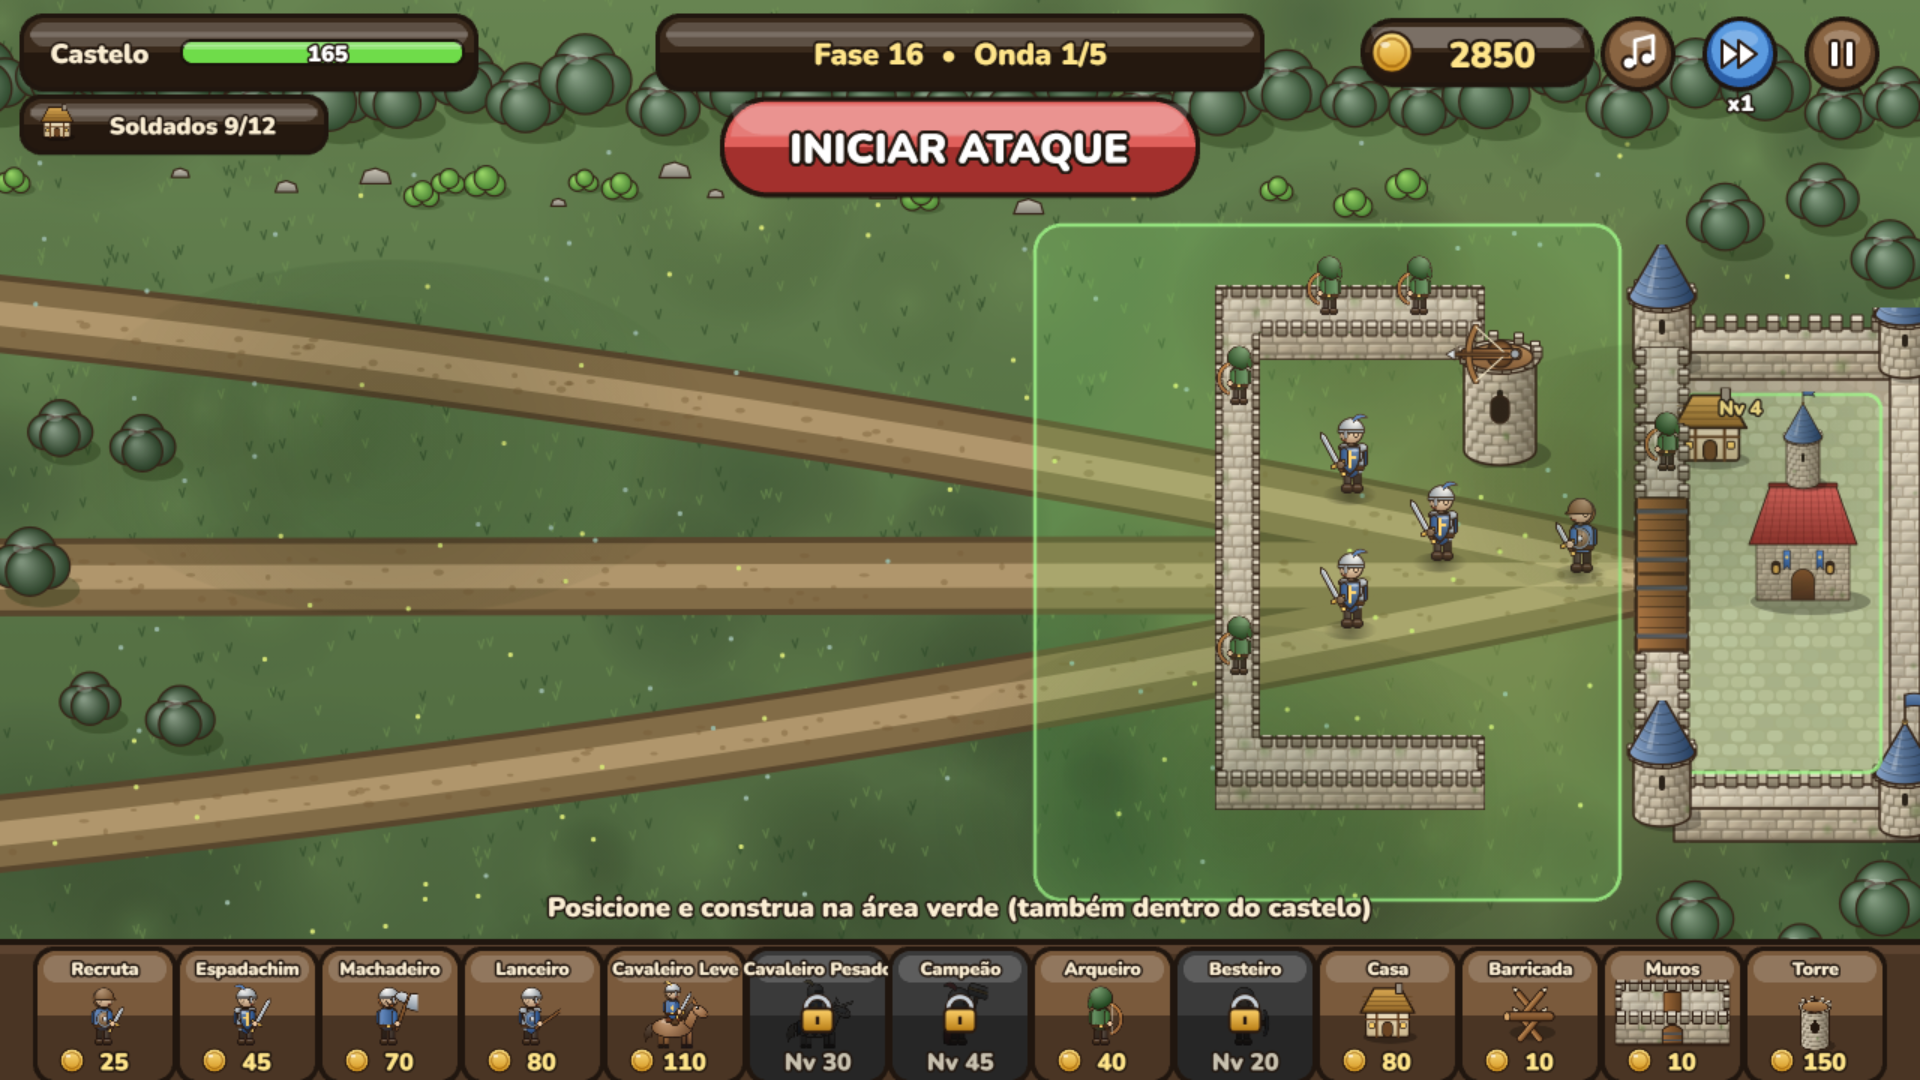 Castelo
165
Fase 16 • Onda 1/5
2850
x1
Soldados 9/12
INICIAR ATAQUE
Nv 4
F
F
F
Posicione e construa na área verde (também dentro do castelo)
Recruta
25
Espadachim
45
Machadeiro
70
Lanceiro
80
Cavaleiro Leve
110
Cavaleiro Pesado
Nv 30
Campeão
Nv 45
Arqueiro
40
Besteiro
Nv 20
Casa
80
Barricada
10
Muros
10
Torre
150